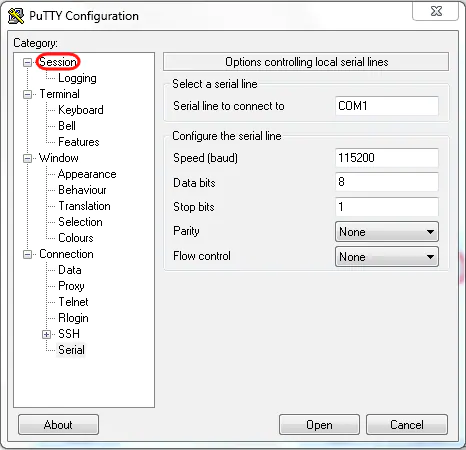 PuTTY Configuration
Category:
Session
Logging
Terminal
Keyboard
Bell
Features
Window
Appearance
Behaviour
Translation
Selection
Colours
Connection
Data
Proxy
Telnet
Rlogin
SSH
Serial
Options controlling local serial lines
Select a serial line
Serial line to connect to COM1
Configure the serial line
Speed (baud) 115200
Data bits 8
Stop bits 1
Parity None
Flow control None
About Open Cancel